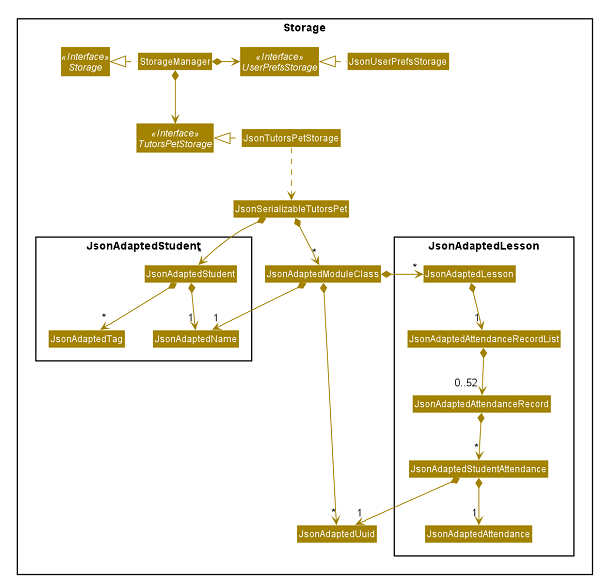 Storage
«Interface»
Storage
StorageManager
«Interface»
UserPrefsStorage
JsonUserPrefsStorage
«Interface»
TutorsPetStorage
JsonTutorsPetStorage
JsonSerializableTutorsPet
*
*
JsonAdaptedStudent
JsonAdaptedLesson
JsonAdaptedStudent
JsonAdaptedModuleClass
*
JsonAdaptedLesson
*
1
1
1
JsonAdaptedTag
JsonAdaptedName
JsonAdaptedAttendanceRecordList
0..52
JsonAdaptedAttendanceRecord
*
JsonAdaptedStudentAttendance
*
1
1
JsonAdaptedUuid
JsonAdaptedAttendance